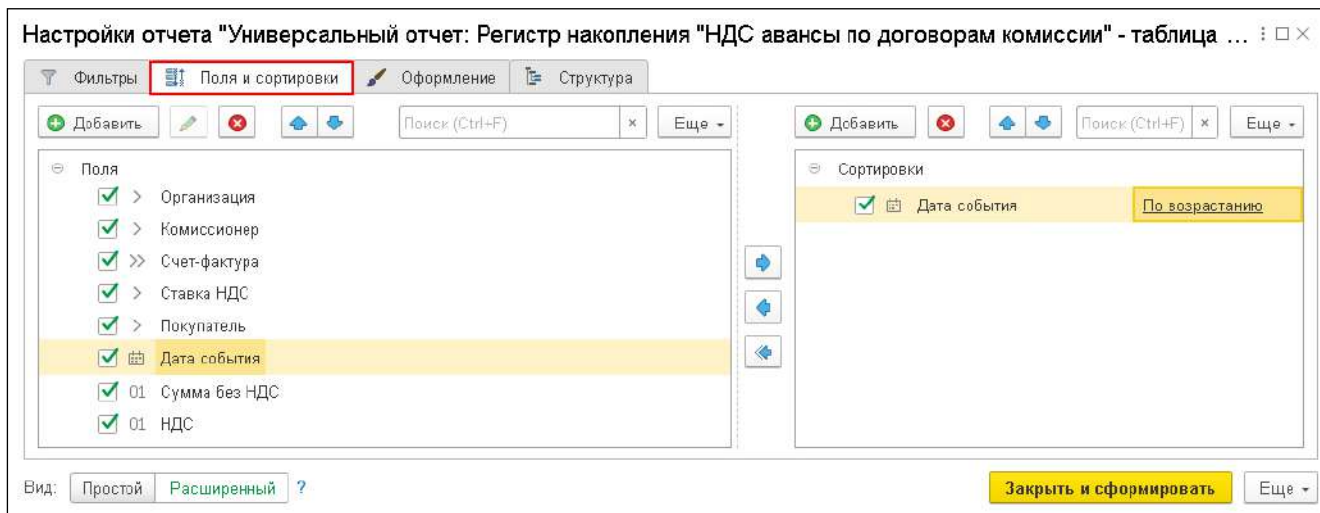 Настройки отчета "Универсальный отчет: Регистр накопления "НДС авансы по договорам комиссии" - таблица ...
Фильтры Поля и сортировки Оформление Структура
Добавить Поиск (Ctrl+F) × Еще Добавить Поиск (Ctrl+F) × Еще
Поля Сортировки
Организация Дата события По возрастанию
Комиссионер
Счет-фактура
Ставка НДС
Покупатель
Дата события
01 Сумма без НДС
01 НДС
Вид: Простой Расширенный ? Закрыть и сформировать Еще